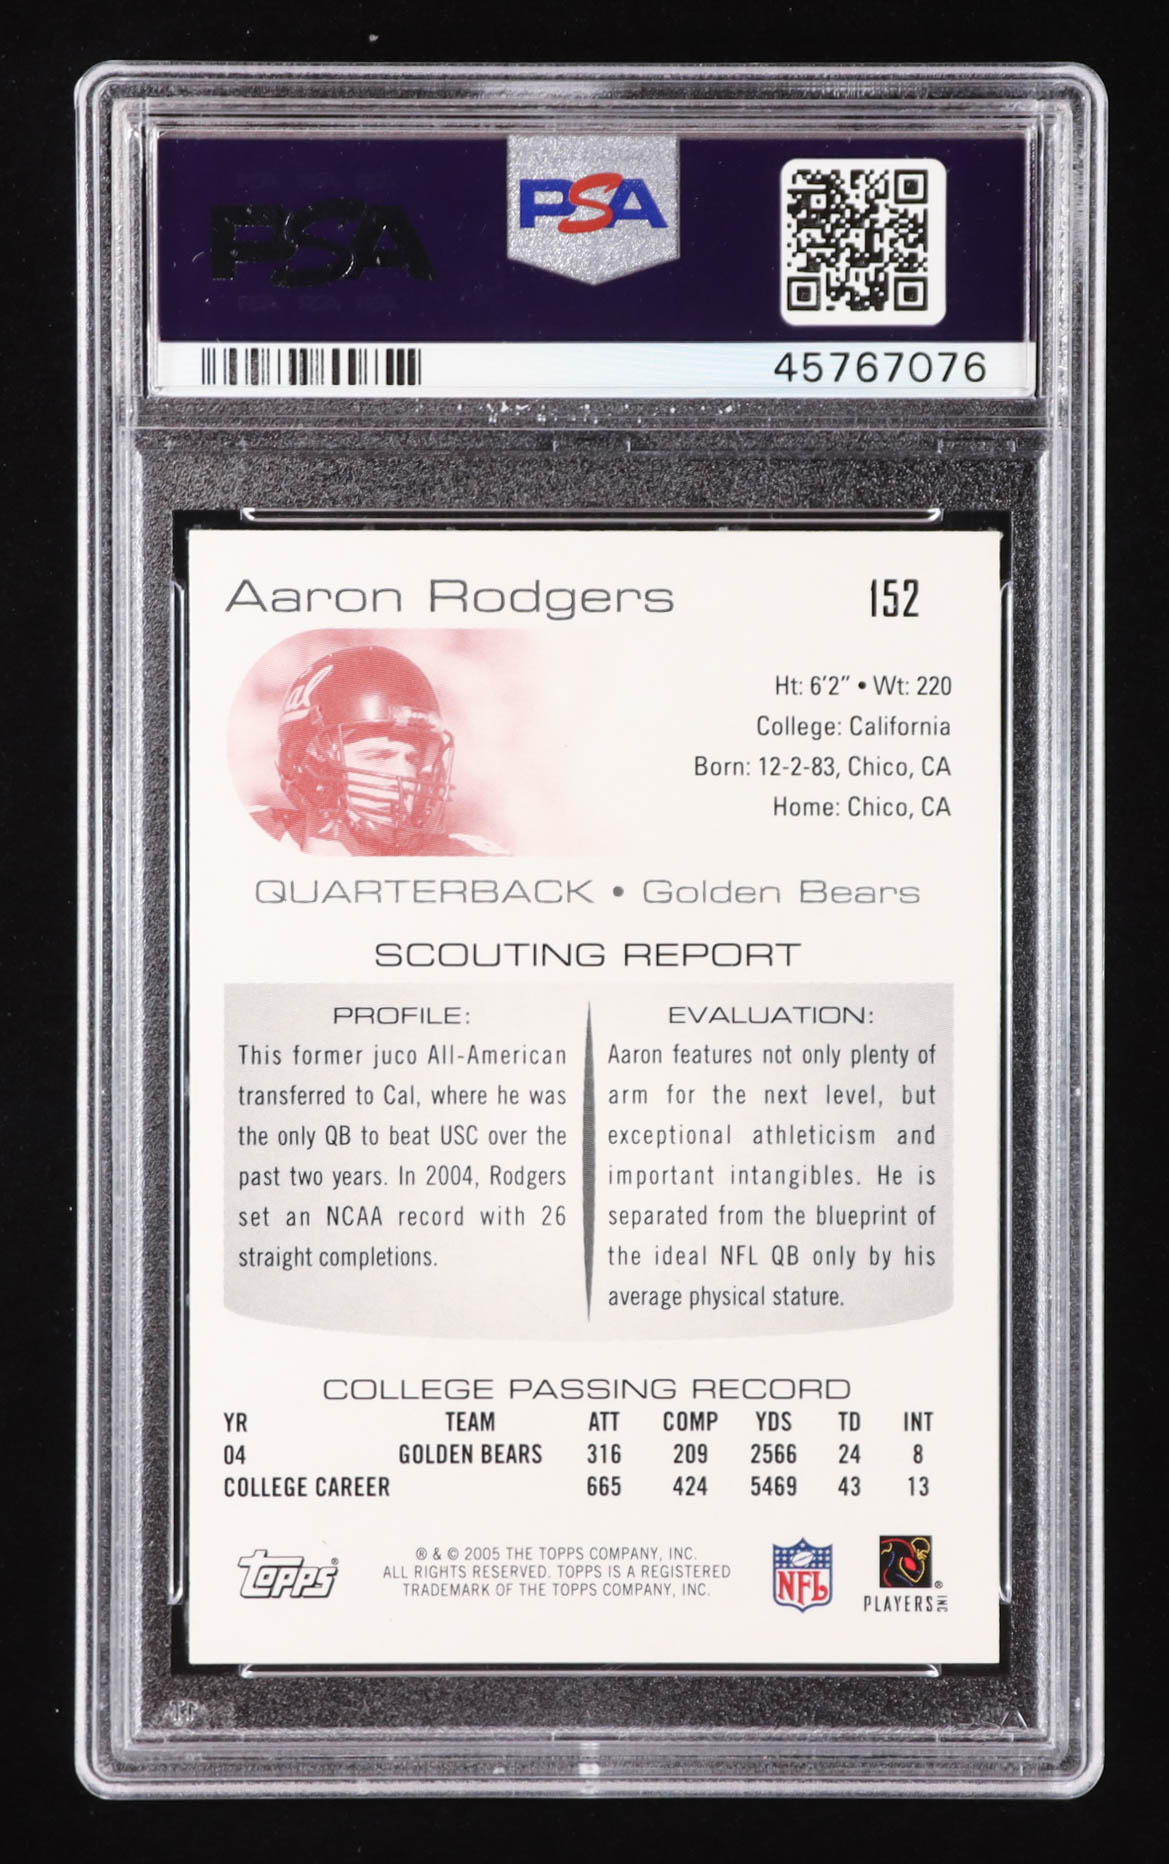 PSA
PSA
45767076
Aaron Rodgers
152
Cal
Ht: 6'2" • Wt: 220
College: California
Born: 12-2-83, Chico, CA
Home: Chico, CA
QUARTERBACK • Golden Bears
SCOUTING REPORT
PROFILE:
This former juco All-American
transferred to Cal, where he was
the only QB to beat USC over the
past two years. In 2004, Rodgers
set an NCAA record with 26
straight completions.
EVALUATION:
Aaron features not only plenty of
arm for the next level, but
exceptional athleticism and
important intangibles. He is
separated from the blueprint of
the ideal NFL QB only by his
average physical stature.
COLLEGE PASSING RECORD
YR TEAM ATT COMP YDS TD INT
04 GOLDEN BEARS 316 209 2566 24 8
COLLEGE CAREER 665 424 5469 43 13
Topps®
® & © 2005 THE TOPPS COMPANY, INC.
ALL RIGHTS RESERVED. TOPPS IS A REGISTERED
TRADEMARK OF THE TOPPS COMPANY, INC.
NFL
PLAYERS INC ®